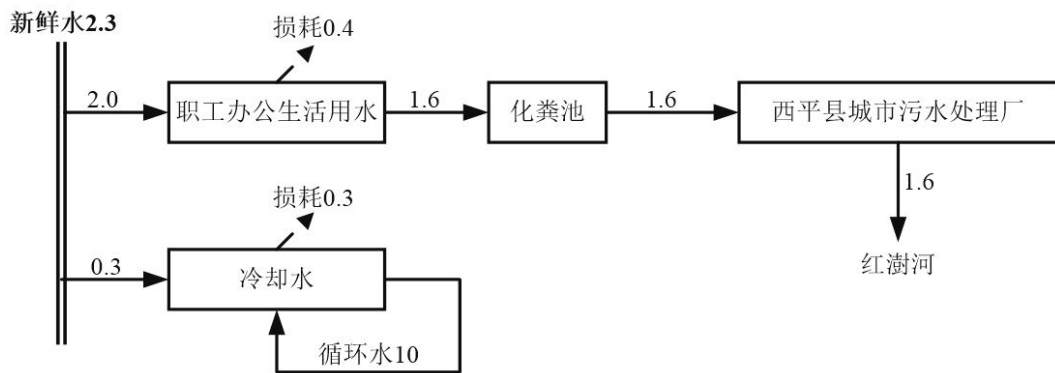 新鲜水2.3
损耗0.4
2.0
职工办公生活用水
1.6
化粪池
1.6
西平县城市污水处理厂
1.6
损耗0.3
0.3
冷却水
红澍河
循环水10